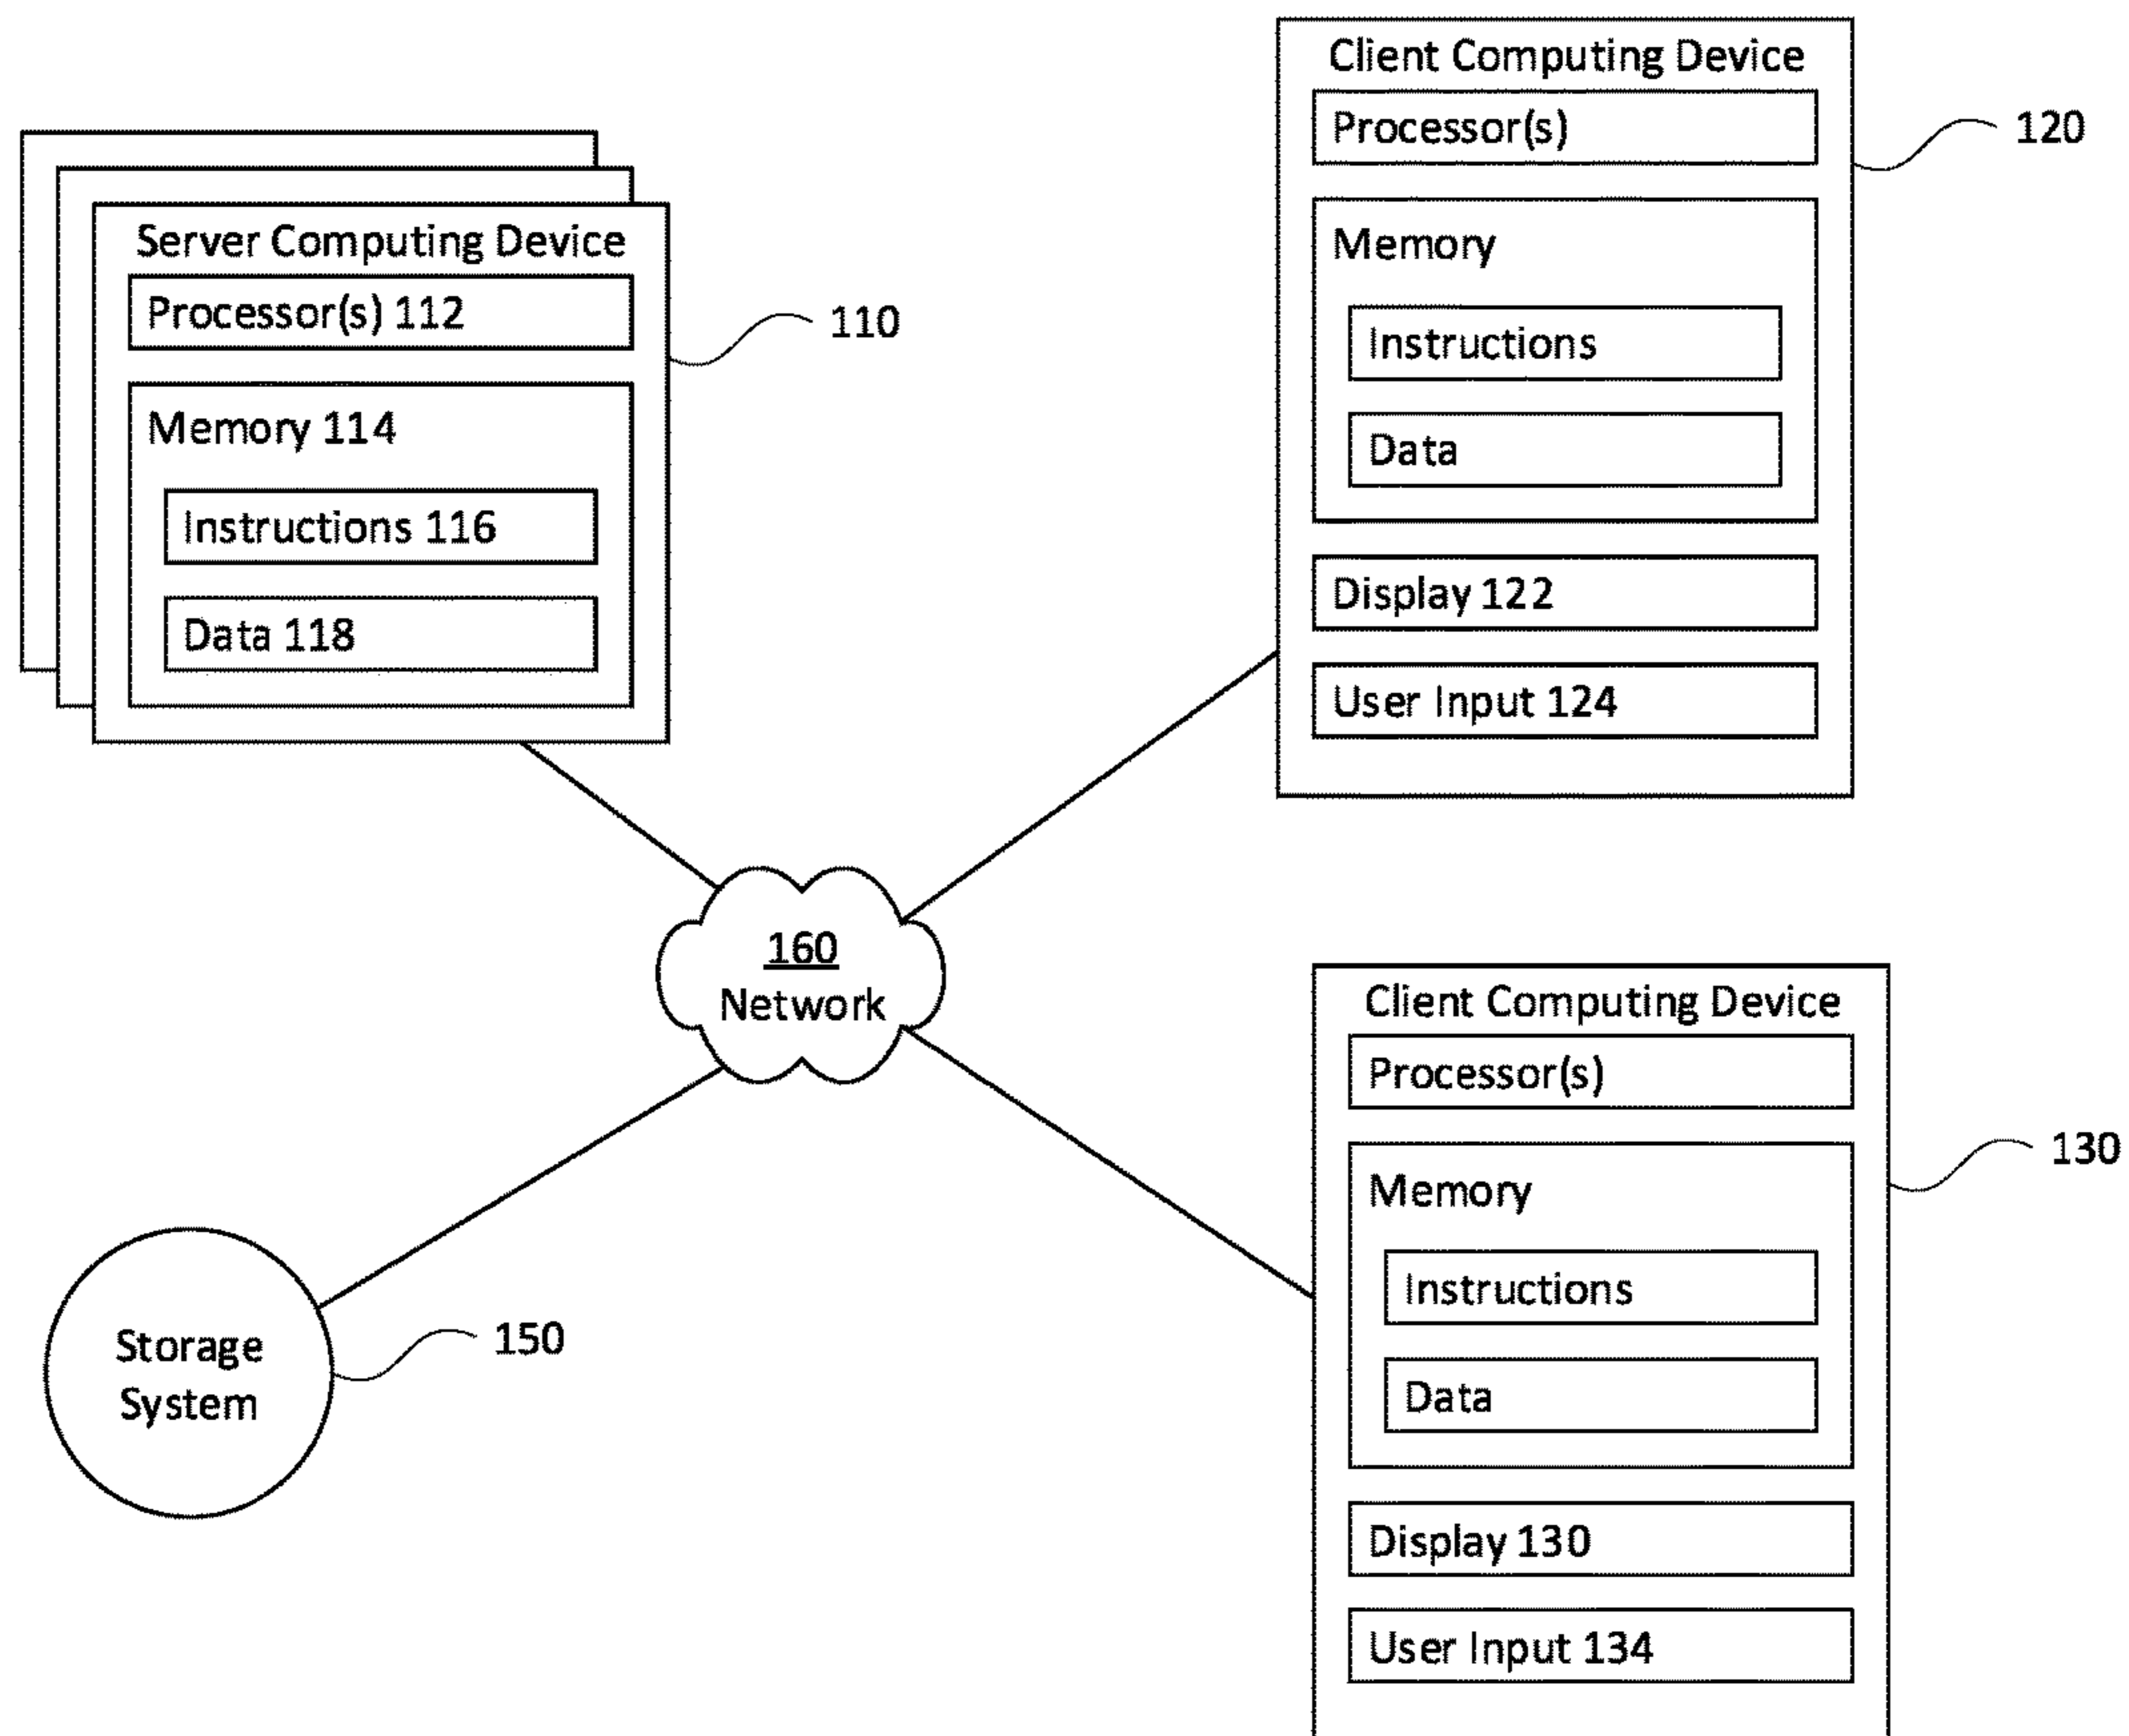 Server Computing Device
Processor(s) 112
Memory 114
Instructions 116
Data 118
110
Client Computing Device
Processor(s)
Memory
Instructions
Data
Display 122
User Input 124
120
160
Network
Storage
System
150
Client Computing Device
Processor(s)
Memory
Instructions
Data
Display 130
User Input 134
130